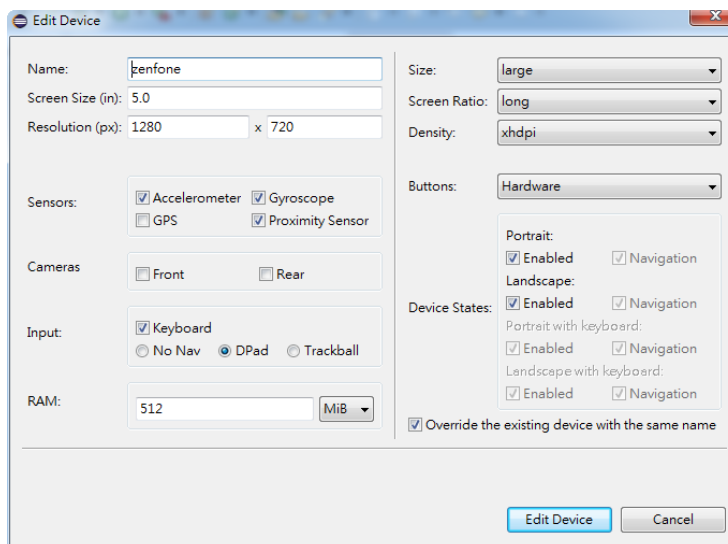 Edit Device
Name: zenfone
Screen Size (in): 5.0
Resolution (px): 1280 x 720
Sensors:
Accelerometer Gyroscope
GPS Proximity Sensor
Cameras
Front Rear
Input:
Keyboard
No Nav DPad Trackball
RAM:
512 MiB
Size: large
Screen Ratio: long
Density: xhdpi
Buttons: Hardware
Device States:
Portrait:
Enabled Navigation
Landscape:
Enabled Navigation
Portrait with keyboard:
Enabled Navigation
Landscape with keyboard:
Enabled Navigation
Override the existing device with the same name
Edit Device Cancel